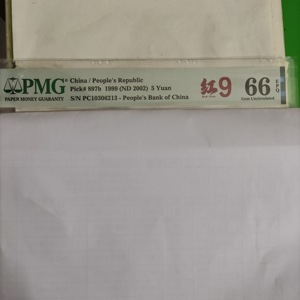 PMG
PAPER MONEY GUARANTY
China / People's Republic
Pick# 897b 1999 (ND 2002) 5 Yuan
S/N PC10306313 - People's Bank of China
红9
66
EPQ
Gem Uncirculated